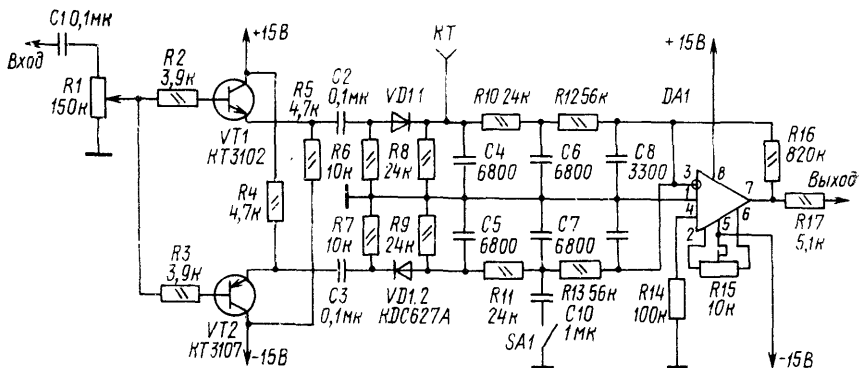 C1 0,1мк
Вход
R1
150к
R2
3,9к
+15В
VT1
КТ3102
R3
3,9к
VT2
КТ3107
-15В
R4
4,7к
R5
4,7к
C2
0,1мк
VD1.1
КТ
R6
10к
R8
24к
R7
10к
R9
24к
C3
0,1мк
VD1.2
KDC627A
R10 24к
R12 56к
C4
6800
C6
6800
C8
3300
C5
6800
C7
6800
R11
24к
R13 56к
C10
1мк
SA1
+15В
DA1
3
4
2
8
7
5
6
R14
100к
R15
10к
R16
820к
Выход
R17
5,1к
-15В